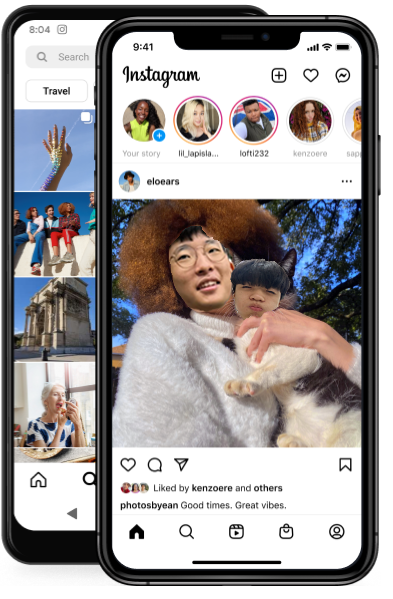 8:04
Search
Travel
9:41
Instagram
Your story
lil_lapisla...
lofti232
kenzoere
sapp
eloears
Liked by kenzoere and others
photosbyean Good times. Great vibes.